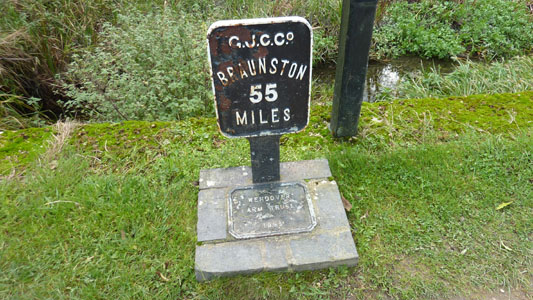 G.J.C.Co.
BRAUNSTON
55
MILES
WENDOVER
ARM TRUST